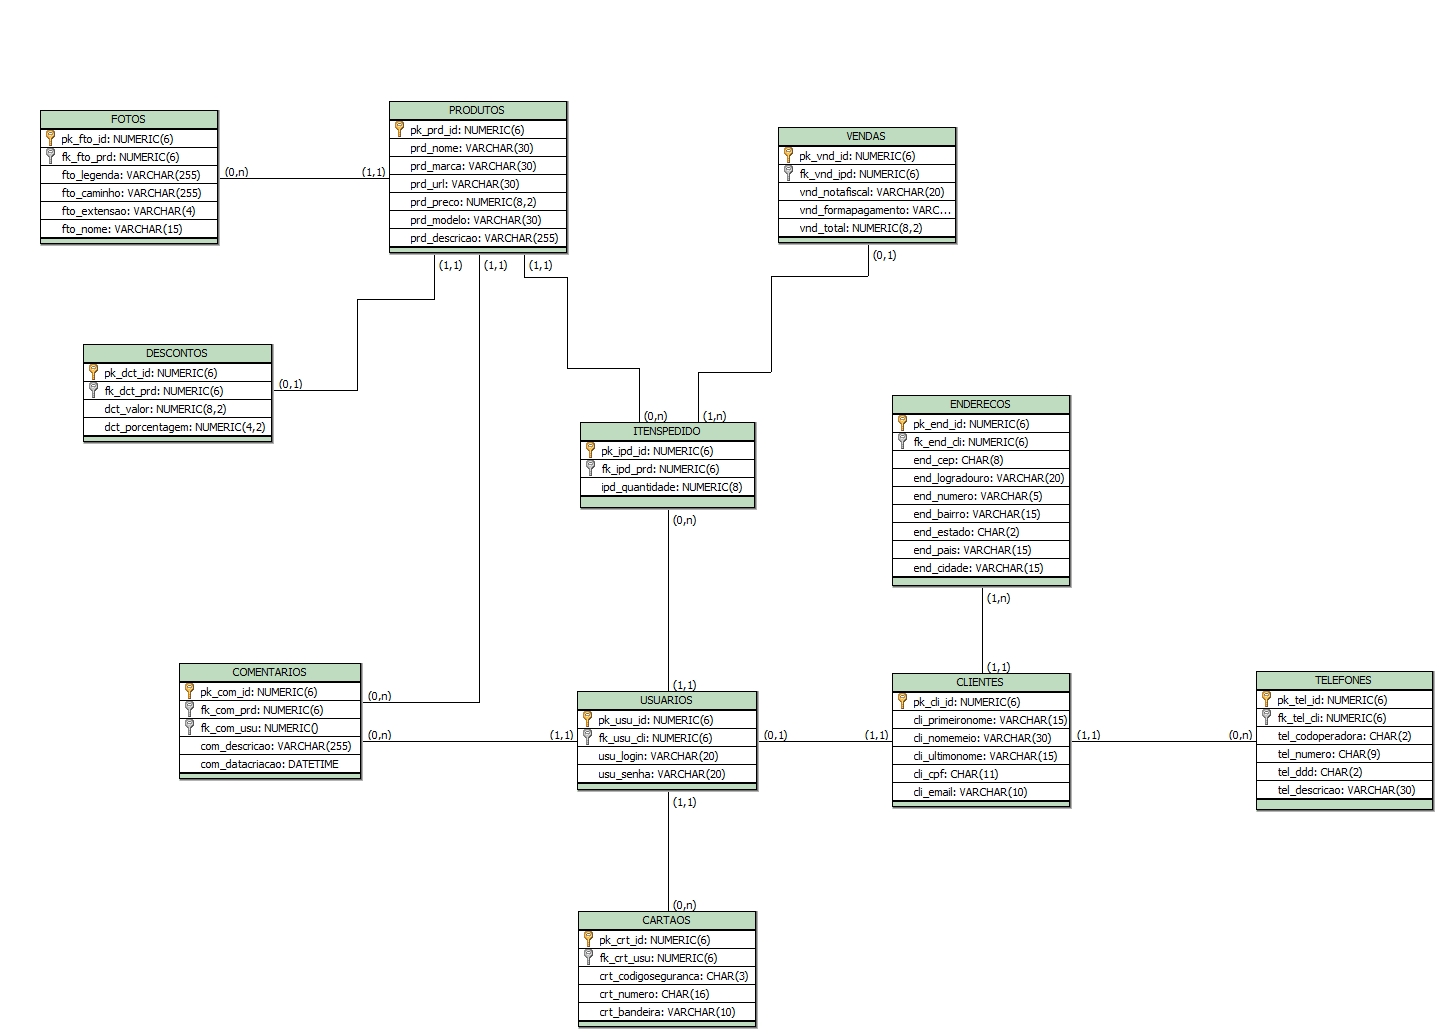 FOTOS
pk_fto_id: NUMERIC(6)
fk_fto_prd: NUMERIC(6)
fto_legenda: VARCHAR(255)
fto_caminho: VARCHAR(255)
fto_extensao: VARCHAR(4)
fto_nome: VARCHAR(15)
(0,n)
(1,1)
PRODUTOS
pk_prd_id: NUMERIC(6)
prd_nome: VARCHAR(30)
prd_marca: VARCHAR(30)
prd_url: VARCHAR(30)
prd_preco: NUMERIC(8,2)
prd_modelo: VARCHAR(30)
prd_descricao: VARCHAR(255)
(1,1)
(1,1)
(1,1)
VENDAS
pk_vnd_id: NUMERIC(6)
fk_vnd_ipd: NUMERIC(6)
vnd_notafiscal: VARCHAR(20)
vnd_formapagamento: VARC...
vnd_total: NUMERIC(8,2)
(0,1)
DESCONTOS
pk_dct_id: NUMERIC(6)
fk_dct_prd: NUMERIC(6)
dct_valor: NUMERIC(8,2)
dct_porcentagem: NUMERIC(4,2)
(0,1)
(0,n)
(1,n)
ITENSPEDIDO
pk_ipd_id: NUMERIC(6)
fk_ipd_prd: NUMERIC(6)
ipd_quantidade: NUMERIC(8)
(0,n)
ENDERECOS
pk_end_id: NUMERIC(6)
fk_end_cli: NUMERIC(6)
end_cep: CHAR(8)
end_logradouro: VARCHAR(20)
end_numero: VARCHAR(5)
end_bairro: VARCHAR(15)
end_estado: CHAR(2)
end_pais: VARCHAR(15)
end_cidade: VARCHAR(15)
(1,n)
COMENTARIOS
pk_com_id: NUMERIC(6)
fk_com_prd: NUMERIC(6)
fk_com_usu: NUMERIC()
com_descricao: VARCHAR(255)
com_datacriacao: DATETIME
(0,n)
(0,n)
(1,1)
(1,1)
USUARIOS
pk_usu_id: NUMERIC(6)
fk_usu_cli: NUMERIC(6)
usu_login: VARCHAR(20)
usu_senha: VARCHAR(20)
(0,1)
(1,1)
(1,1)
(1,1)
CLIENTES
pk_cli_id: NUMERIC(6)
cli_primeironome: VARCHAR(15)
cli_nomemeio: VARCHAR(30)
cli_ultimonome: VARCHAR(15)
cli_cpf: CHAR(11)
cli_email: VARCHAR(10)
(1,1)
(0,n)
TELEFONES
pk_tel_id: NUMERIC(6)
fk_tel_cli: NUMERIC(6)
tel_codoperadora: CHAR(2)
tel_numero: CHAR(9)
tel_ddd: CHAR(2)
tel_descricao: VARCHAR(30)
(0,n)
CARTAOS
pk_crt_id: NUMERIC(6)
fk_crt_usu: NUMERIC(6)
crt_codigoseguranca: CHAR(3)
crt_numero: CHAR(16)
crt_bandeira: VARCHAR(10)